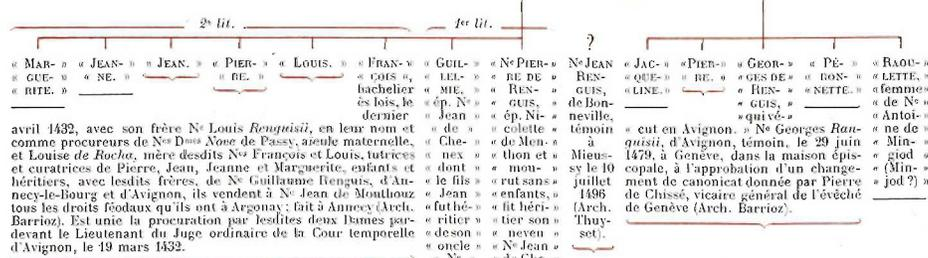 2e lit.
1er lit.
« MAR- »
« GUE- »
« RITE. »
« JEAN- »
« NE. »
« JEAN. »
« PIER- »
« RE. »
« LOUIS. »
« FRAN-
ÇOIS »,
bachelier
ès lois, le
dernier
avril 1432, avec son frère Ne Louis Renguisii, en leur nom et
comme procureurs de Nes Dmes None de Passy, aïeule maternelle,
et Louise de Rocha, mère desdits Nes François et Louis, tutrices
et curatrices de Pierre, Jean, Jeanne et Marguerite, enfants et
héritiers, avec lesdits frères, de Ne Guillaume Renguis, d'An-
necy-le-Bourg et d'Avignon, ils vendent à Ne Jean de Monthouz
tous les droits féodaux qu'ils ont à Argonay; fait à Annecy (Arch.
Barrioz). Est unie la procuration par lesdites deux Dames par-
devant le Lieutenant du Juge ordinaire de la Cour temporelle
d'Avignon, le 19 mars 1432.
« GUIL- »
« LEL- »
« MIE, »
« ép. Ne »
« Jean »
« de »
« Che- »
« nex »
« dont »
« le fils »
« Jean »
« fut hé- »
« ritier »
« de son »
« oncle »
« Ne PIER-
RE DE »
« REN- »
« GUIS, »
« ép. Ni- »
« colette »
« de Men- »
« thon et »
« mou- »
« rut sans »
« enfants, »
« fit héri- »
« tier son »
« neveu »
« Ne Jean »
« de Che- »
?
Ne JEAN
REN-
GUIS,
de Bon-
neville,
témoin
à
Mieus-
sy le 10
juillet
1496
(Arch.
Thuy-
set).
« JAC- »
« QUE- »
« LINE. »
« PIER- »
« RE. »
« GEOR- »
« GES DE »
« REN- »
« GUIS, »
« qui vé- »
« cut en Avignon. » Ne Georges Ran-
quisii, d'Avignon, témoin, le 29 juin
1479, à Genève, dans la maison épis-
copale, à l'approbation d'un change-
ment de canonicat donnée par Pierre
de Chissé, vicaire général de l'évêché
de Genève (Arch. Barrioz).
« PÉ- »
« RON- »
« NETTE. »
« RAOU-
« LETTE,
« femme
« de Ne »
« Antoi-
« ne de
« Min-
« giod
« (Min-
« jod ?) »